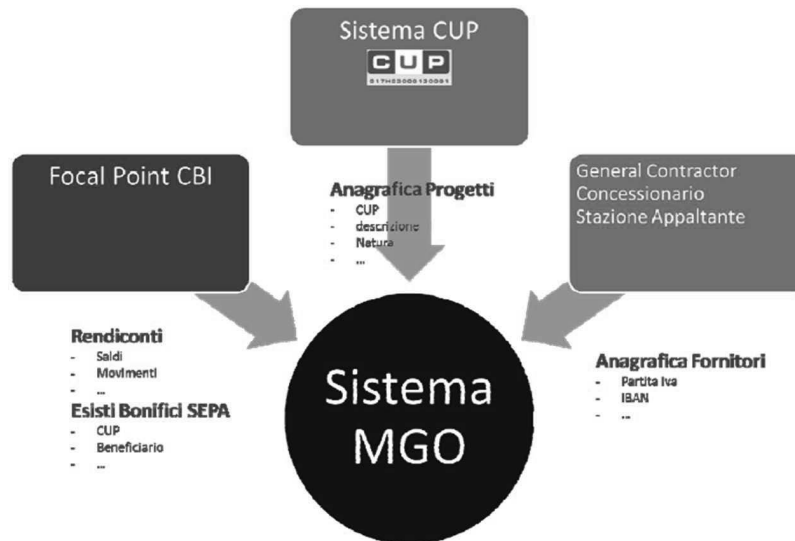 Sistema CUP
CUP
Focal Point CBI
General Contractor
Concessionario
Stazione Appaltante
Anagrafica Progetti
- CUP
- descrizione
- Natura
- ...
Rendiconti
- Saldi
- Movimenti
- ...
Esisti Bonifici SEPA
- CUP
- Beneficiario
- ...
Anagrafica Fornitori
- Partita Iva
- IBAN
- ...
Sistema
MGO